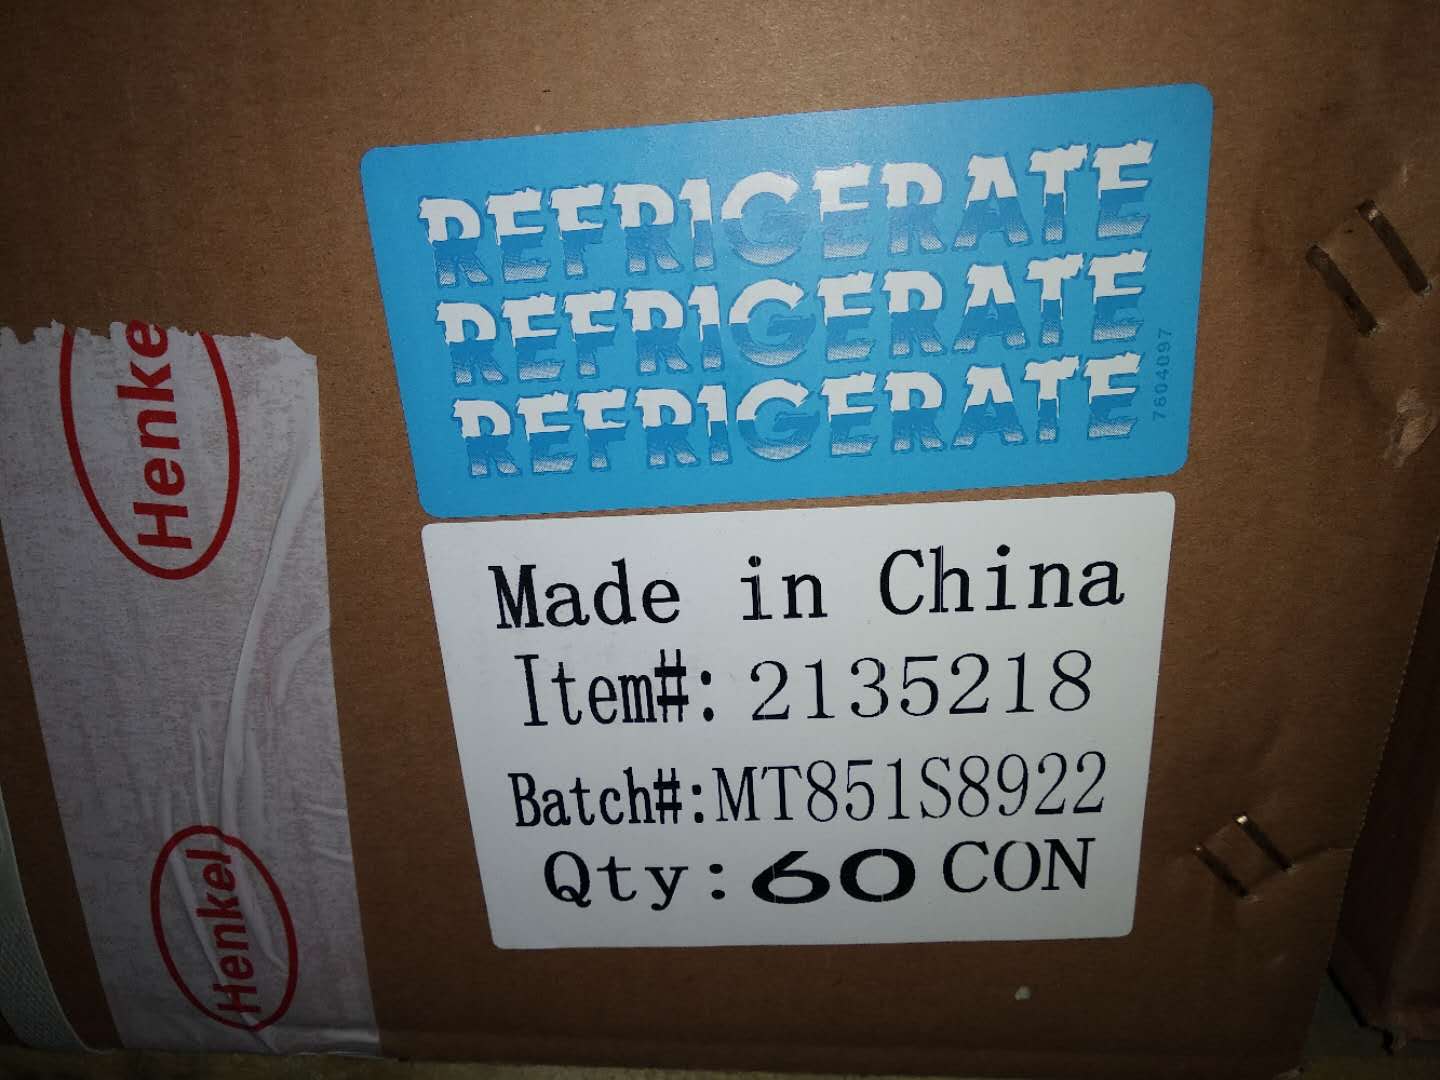 REFRIGERATE
REFRIGERATE
REFRIGERATE
7604097
Made in China
Item#: 2135218
Batch#:MT851S8922
Qty: 60 CON
Henkel
Henkel